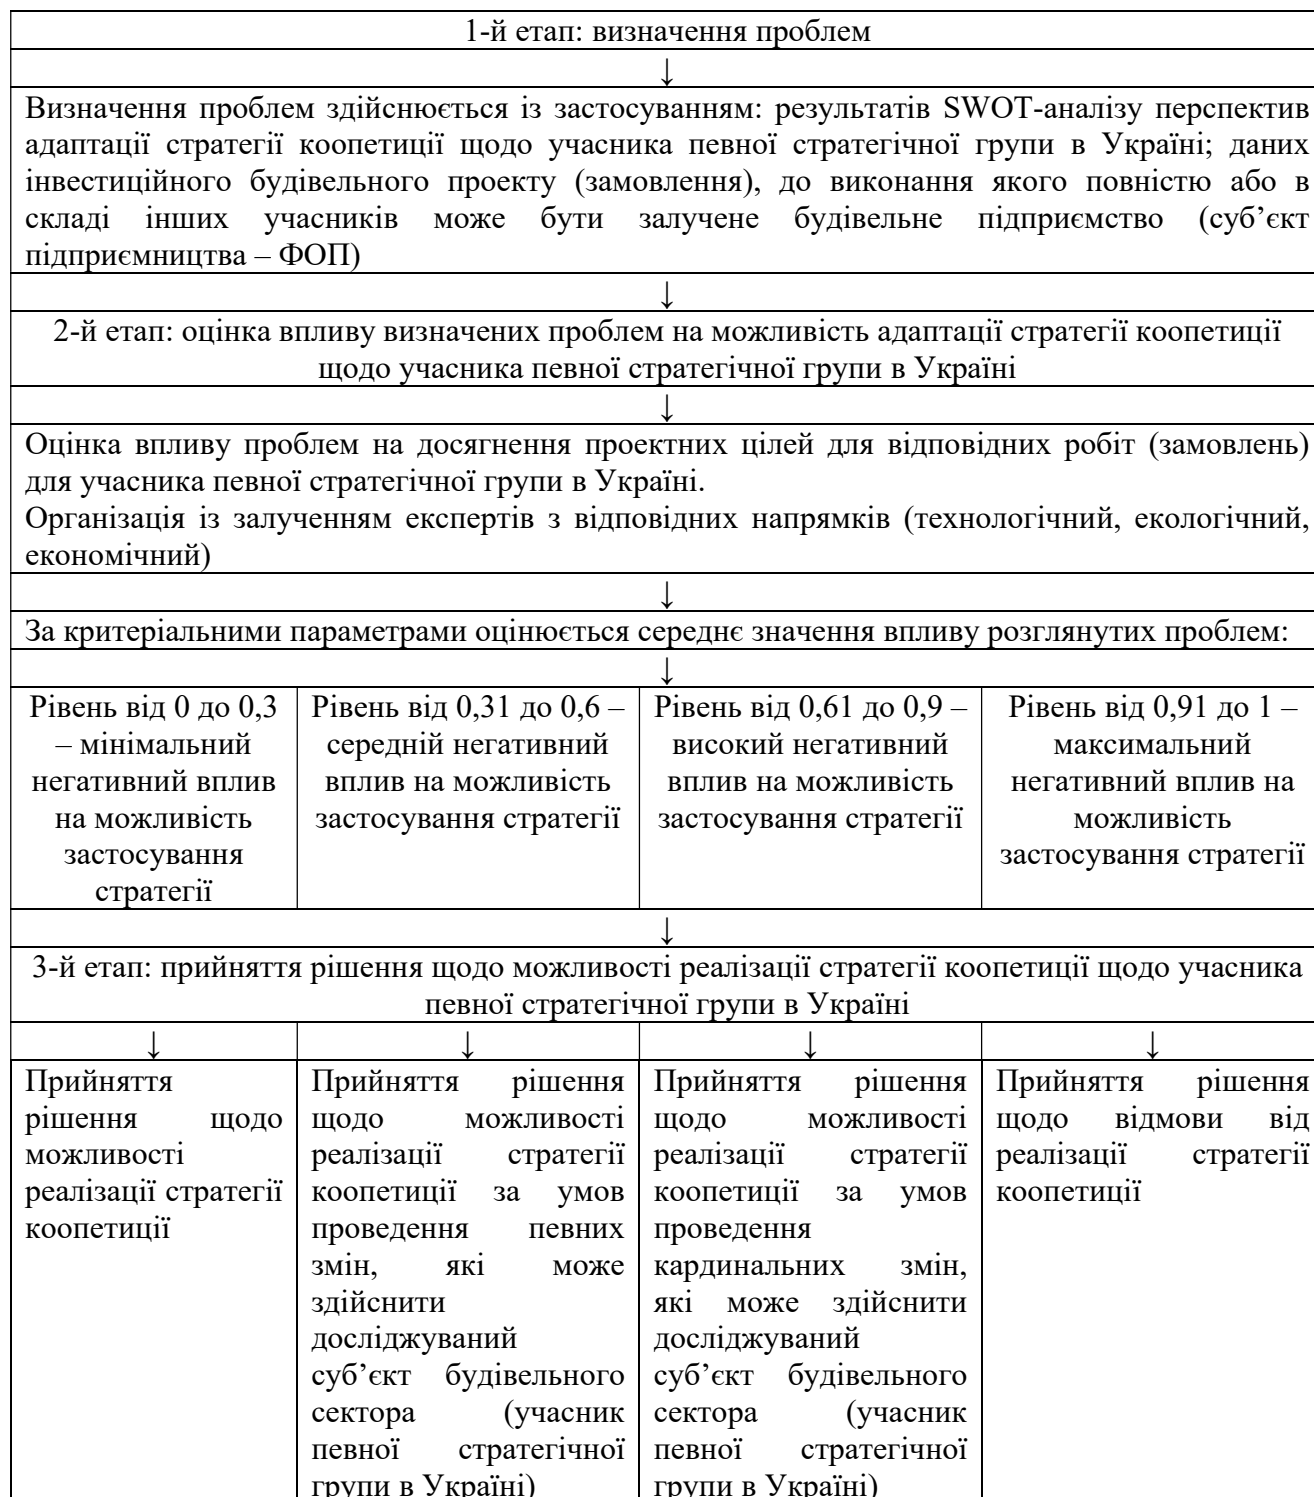 1-й етап: визначення проблем
↓
Визначення проблем здійснюється із застосуванням: результатів SWOT-аналізу перспектив
адаптації стратегії коопетиції щодо учасника певної стратегічної групи в Україні; даних
інвестиційного будівельного проекту (замовлення), до виконання якого повністю або в
складі інших учасників може бути залучене будівельне підприємство (суб’єкт
підприємництва – ФОП)
↓
2-й етап: оцінка впливу визначених проблем на можливість адаптації стратегії коопетиції
щодо учасника певної стратегічної групи в Україні
↓
Оцінка впливу проблем на досягнення проектних цілей для відповідних робіт (замовлень)
для учасника певної стратегічної групи в Україні.
Організація із залученням експертів з відповідних напрямків (технологічний, екологічний,
економічний)
↓
За критеріальними параметрами оцінюється середнє значення впливу розглянутих проблем:
↓
Рівень від 0 до 0,3
– мінімальний
негативний вплив
на можливість
застосування
стратегії
Рівень від 0,31 до 0,6 –
середній негативний
вплив на можливість
застосування стратегії
Рівень від 0,61 до 0,9 –
високий негативний
вплив на можливість
застосування стратегії
Рівень від 0,91 до 1 –
максимальний
негативний вплив на
можливість
застосування стратегії
↓
3-й етап: прийняття рішення щодо можливості реалізації стратегії коопетиції щодо учасника
певної стратегічної групи в Україні
↓ ↓ ↓ ↓
Прийняття
рішення щодо
можливості
реалізації стратегії
коопетиції
Прийняття рішення
щодо можливості
реалізації стратегії
коопетиції за умов
проведення певних
змін, які може
здійснити
досліджуваний
суб’єкт будівельного
сектора (учасник
певної стратегічної
групи в Україні)
Прийняття рішення
щодо можливості
реалізації стратегії
коопетиції за умов
проведення
кардинальних змін,
які може здійснити
досліджуваний
суб’єкт будівельного
сектора (учасник
певної стратегічної
групи в Україні)
Прийняття рішення
щодо відмови від
реалізації стратегії
коопетиції